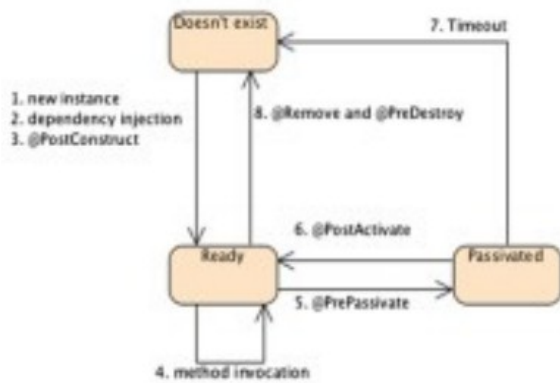 Doesn't exist
7. Timeout
1. new instance
2. dependency injection
3. @PostConstruct
8. @Remove and @PreDestroy
6. @PostActivate
Ready
Passivated
5. @PrePassivate
4. method invocation